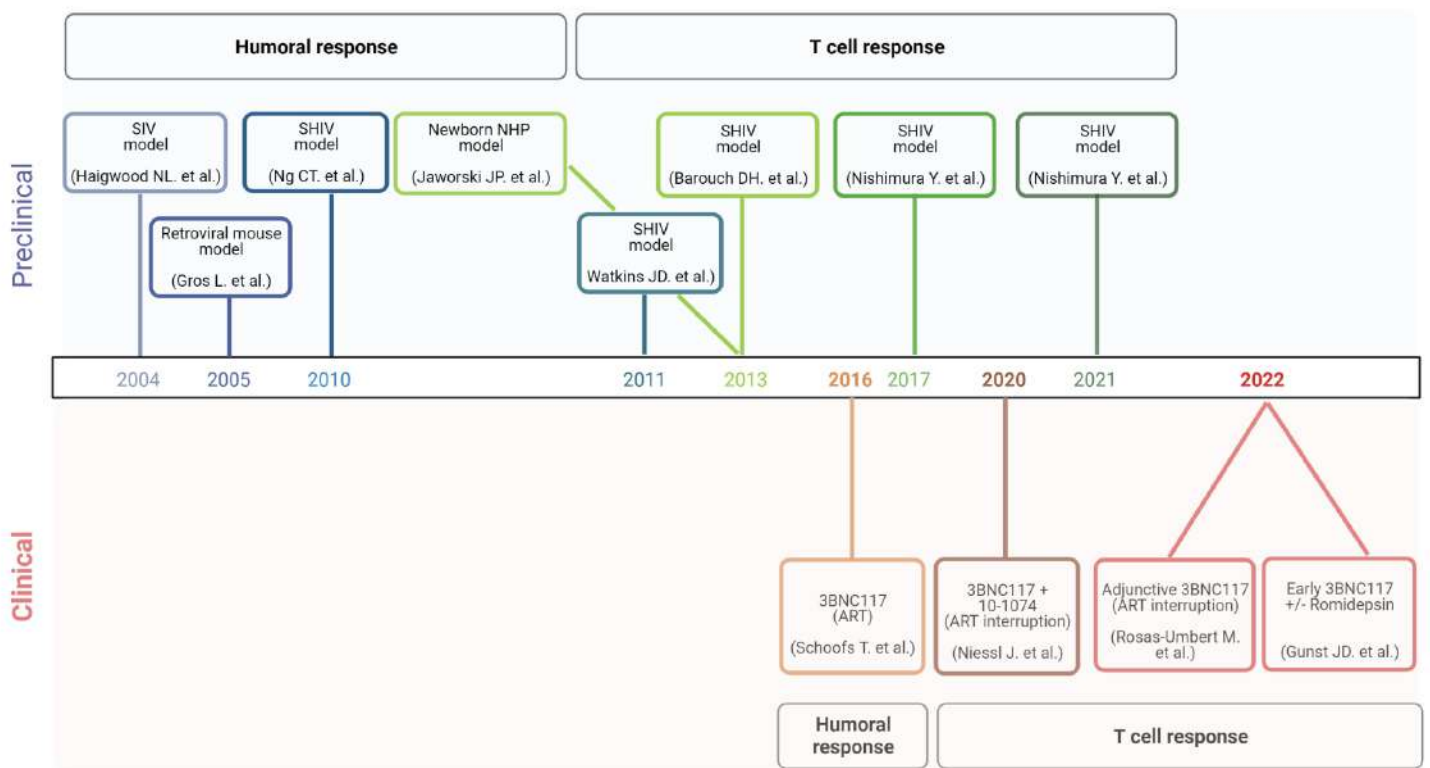 Humoral response
T cell response
Preclinical
SIV
model
(Haigwood NL. et al.)
SHIV
model
(Ng CT. et al.)
Newborn NHP
model
(Jaworski JP. et al.)
SHIV
model
(Barouch DH. et al.)
SHIV
model
(Nishimura Y. et al.)
SHIV
model
(Nishimura Y. et al.)
Retroviral mouse
model
(Gros L. et al.)
SHIV
model
Watkins JD. et al.)
2004
2005
2010
2011
2013
2016
2017
2020
2021
2022
Clinical
3BNC117
(ART)
(Schoofs T. et al.)
3BNC117 +
10-1074
(ART interruption)
(Niessl J. et al.)
Adjunctive 3BNC117
(ART interruption)
(Rosas-Umbert M.
et al.)
Early 3BNC117
+/- Romidepsin
(Gunst JD. et al.)
Humoral
response
T cell response